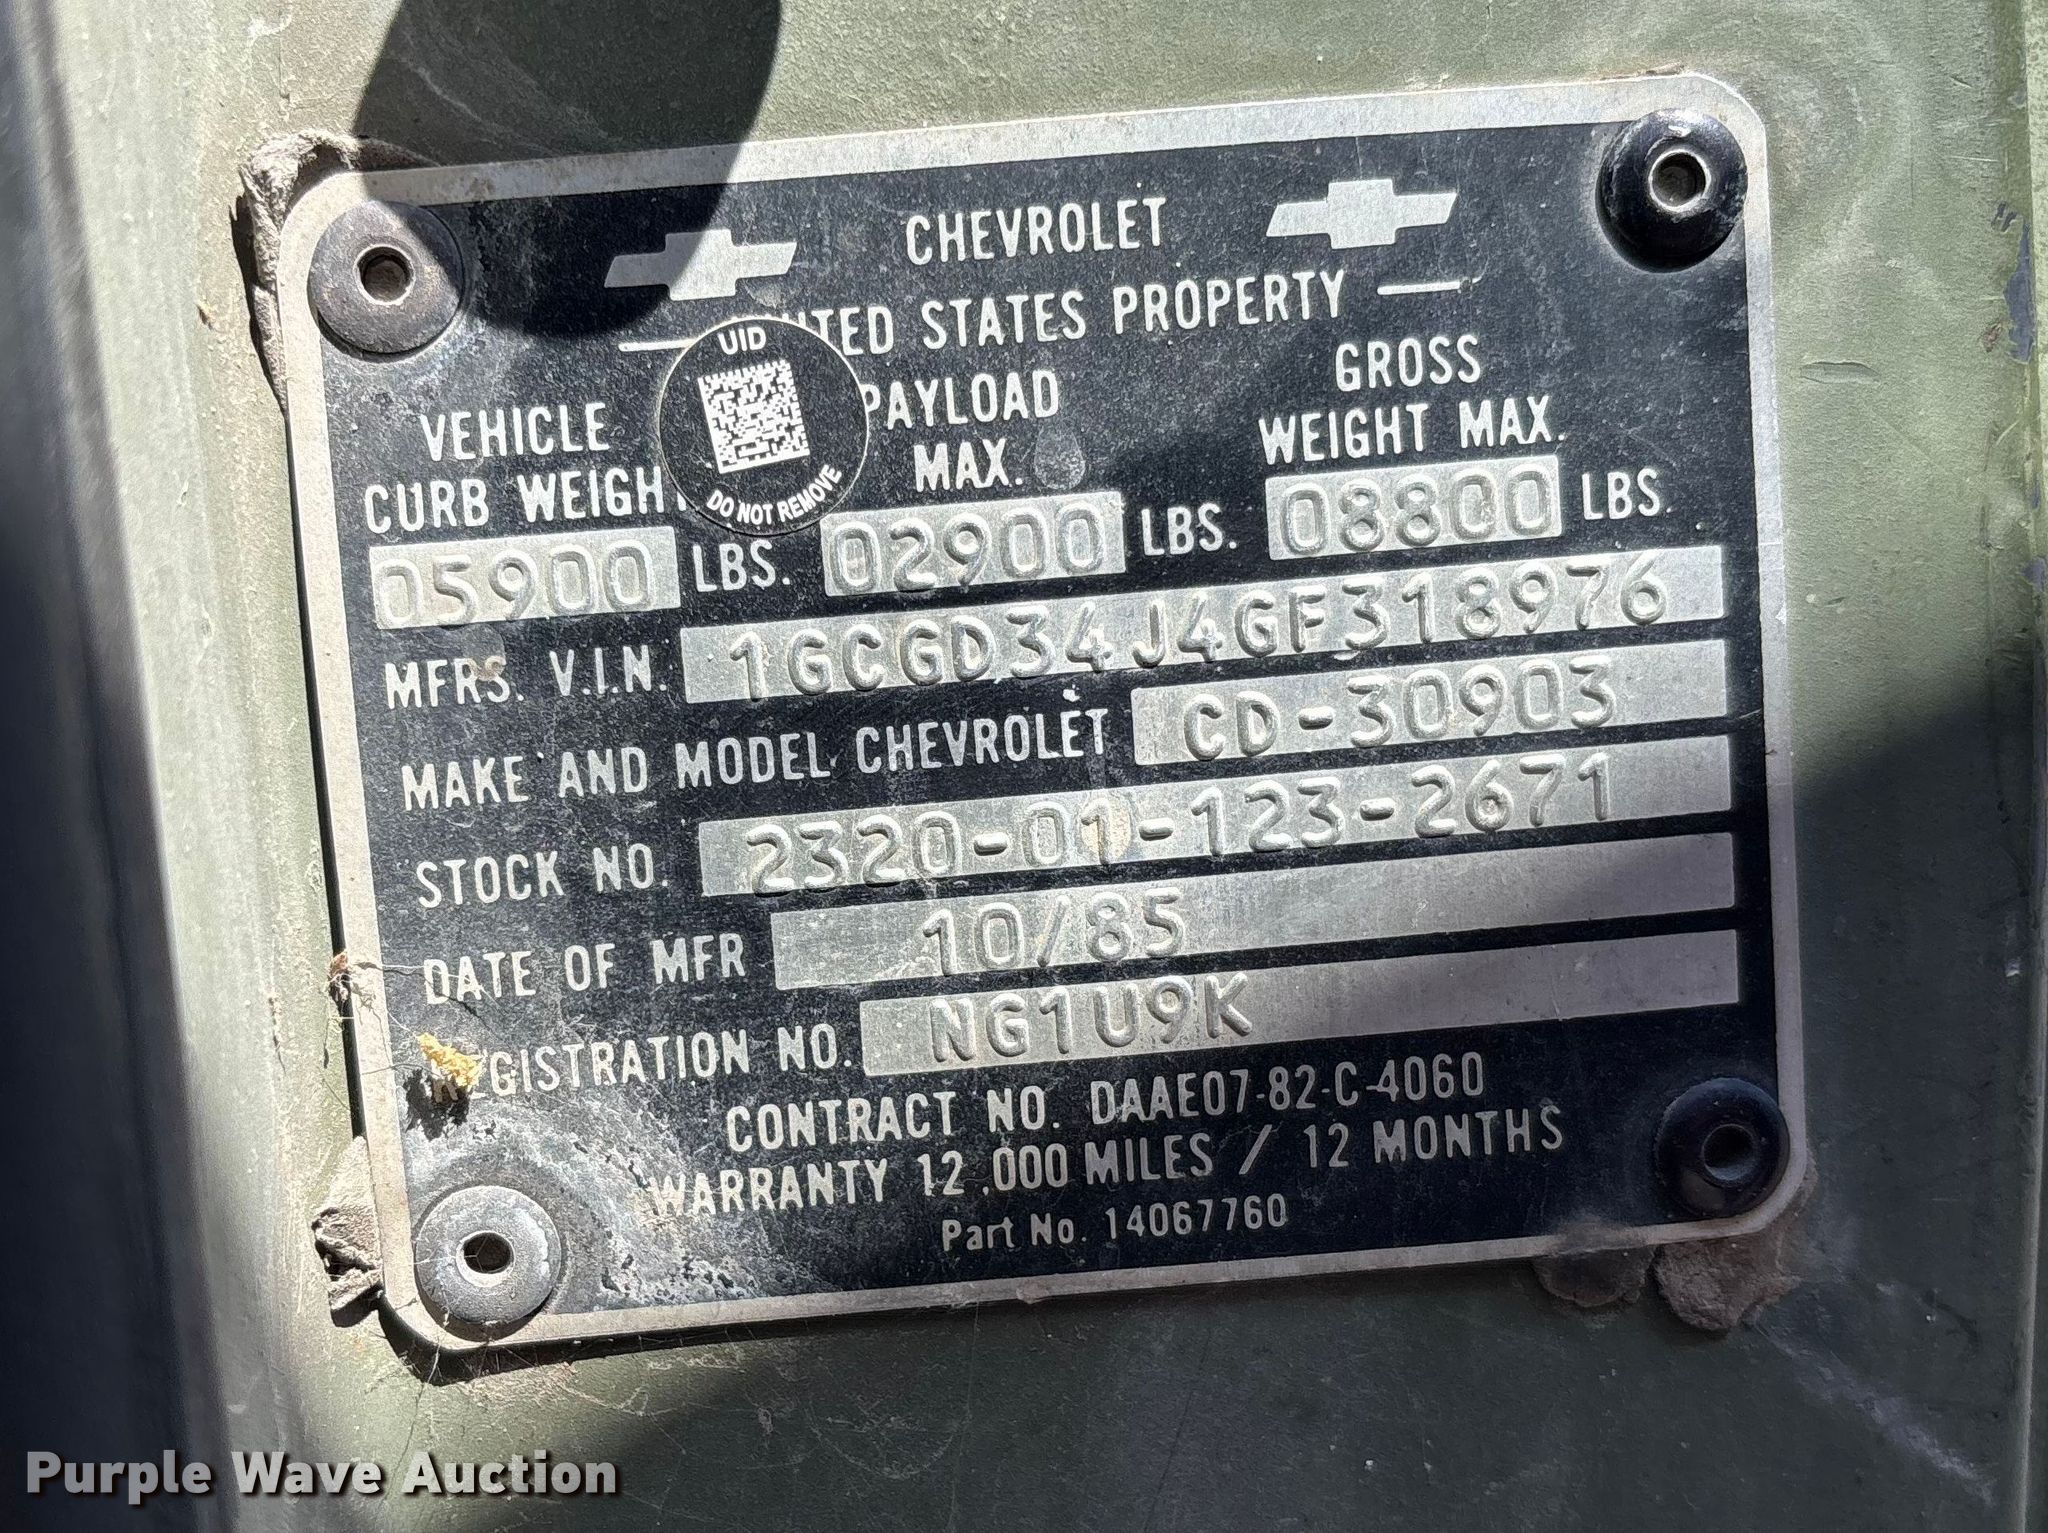 CHEVROLET
UNITED STATES PROPERTY
UID
DO NOT REMOVE
VEHICLE
CURB WEIGHT
PAYLOAD
MAX.
GROSS
WEIGHT MAX.
05900 LBS. 02900 LBS. 08800 LBS.
MFRS. V.I.N. 1GCGD34J4GF318976
MAKE AND MODEL CHEVROLET CD-30903
STOCK NO. 2320-01-123-2671
DATE OF MFR 10/85
REGISTRATION NO. NG1U9K
CONTRACT NO. DAAE07-82-C-4060
WARRANTY 12,000 MILES / 12 MONTHS
Part No. 14067760
Purple Wave Auction